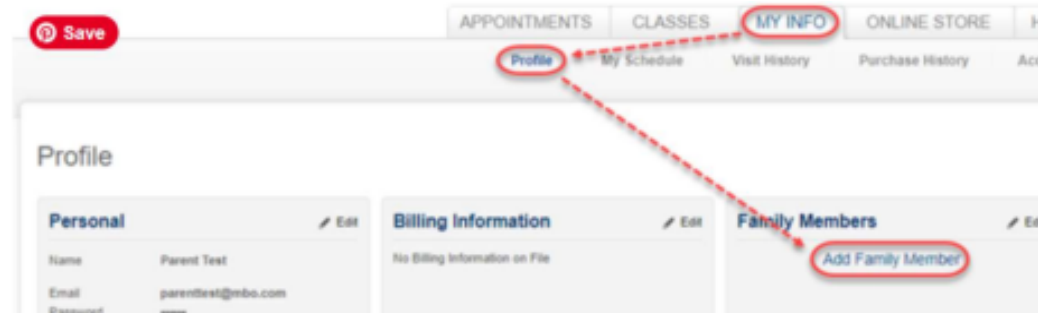 Save
APPOINTMENTS CLASSES MY INFO ONLINE STORE H
Profile My Schedule Visit History Purchase History Acc
Profile
Personal Edit Billing Information Edit Family Members Ed
Name Parent Test No Billing Information on File Add Family Member
Email parenttest@mbo.com
Password